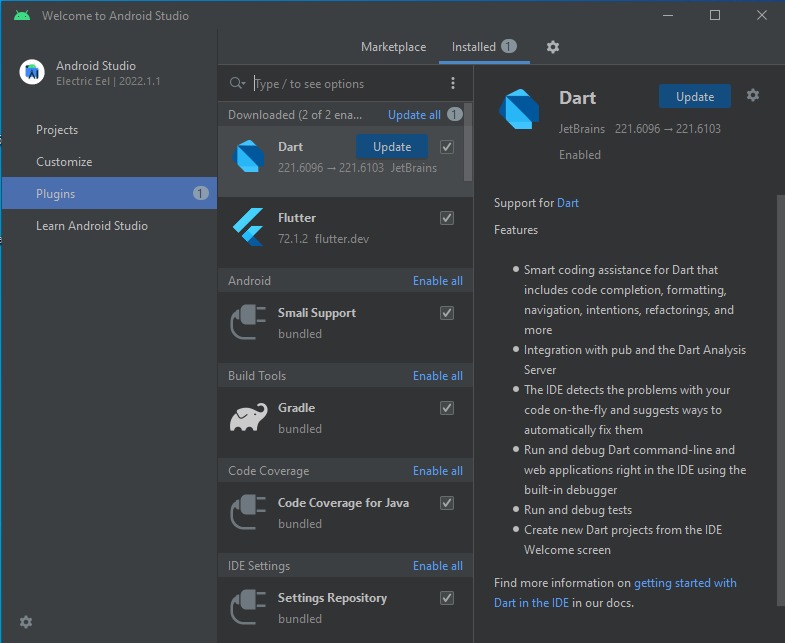 Welcome to Android Studio
Android Studio
Electric Eel | 2022.1.1
Projects
Customize
Plugins 1
Learn Android Studio
Marketplace Installed 1
Type / to see options
Downloaded (2 of 2 ena... Update all 1
Dart Update
221.6096 → 221.6103 JetBrains
Flutter
72.1.2 flutter.dev
Android Enable all
Smali Support
bundled
Build Tools Enable all
Gradle
bundled
Code Coverage Enable all
Code Coverage for Java
bundled
IDE Settings Enable all
Settings Repository
bundled
Dart Update
JetBrains 221.6096 → 221.6103
Enabled
Support for Dart
Features
• Smart coding assistance for Dart that
includes code completion, formatting,
navigation, intentions, refactorings, and
more
• Integration with pub and the Dart Analysis
Server
• The IDE detects the problems with your
code on-the-fly and suggests ways to
automatically fix them
• Run and debug Dart command-line and
web applications right in the IDE using the
built-in debugger
• Run and debug tests
• Create new Dart projects from the IDE
Welcome screen
Find more information on getting started with
Dart in the IDE in our docs.